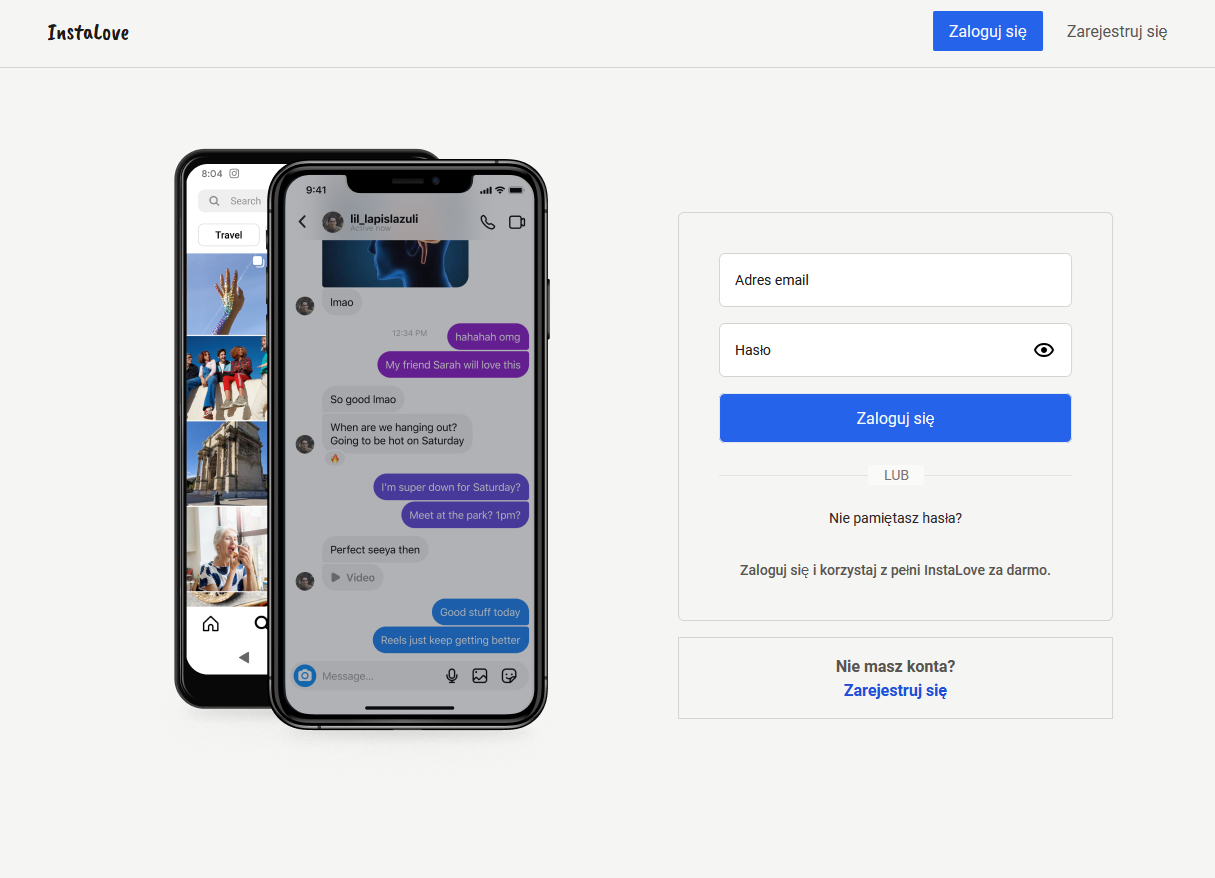 InstaLove
Zaloguj się
Zarejestruj się
8:04
Search
Travel
9:41
lil_lapislazuli
Active now
lmao
12:34 PM
hahahah omg
My friend Sarah will love this
So good lmao
When are we hanging out?
Going to be hot on Saturday
I'm super down for Saturday?
Meet at the park? 1pm?
Perfect seeya then
Video
Good stuff today
Reels just keep getting better
Message...
Adres email
Hasło
Zaloguj się
LUB
Nie pamiętasz hasła?
Zaloguj się i korzystaj z pełni InstaLove za darmo.
Nie masz konta?
Zarejestruj się